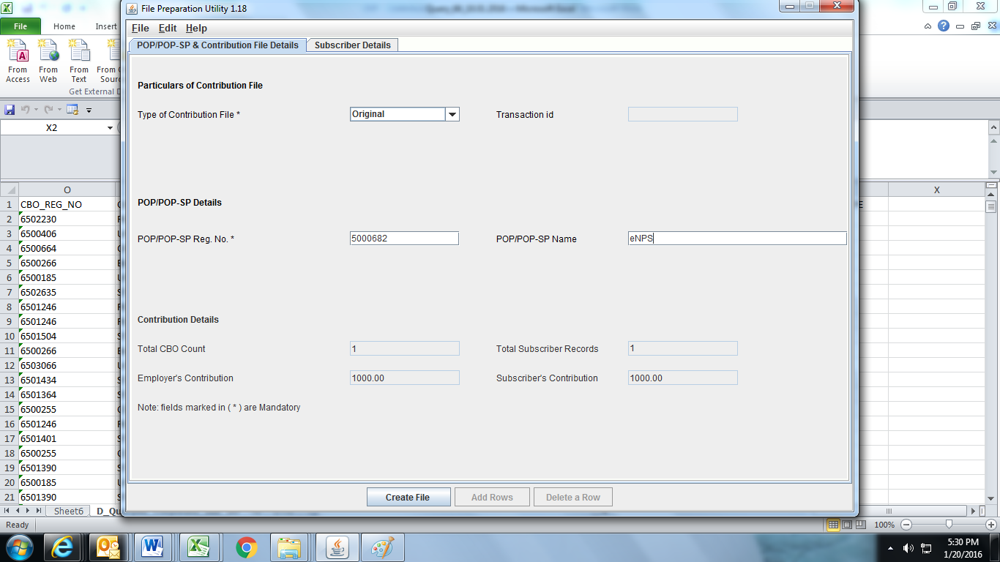 File Preparation Utility 1.18
File Edit Help
POP/POP-SP & Contribution File Details Subscriber Details
Particulars of Contribution File
Type of Contribution File * Original Transaction id
POP/POP-SP Details
POP/POP-SP Reg. No. * 5000682 POP/POP-SP Name eNPS
Contribution Details
Total CBO Count 1 Total Subscriber Records 1
Employer's Contribution 1000.00 Subscriber's Contribution 1000.00
Note: fields marked in ( * ) are Mandatory
Create File Add Rows Delete a Row
File Home Insert
From Access
From Web
From Text
From
Get External
X2
O X
1 CBO_REG_NO E
2 6502230
3 6500406
4 6500664
5 6500266
6 6500185
7 6502635
8 6501246
9 6501246
10 6501504
11 6500266
12 6503066
13 6501434
14 6501364
15 6500255
16 6501246
17 6501401
18 6500255
19 6501390
20 6500185
21 6501390
Sheet6
Ready 100%
5:30 PM
1/20/2016